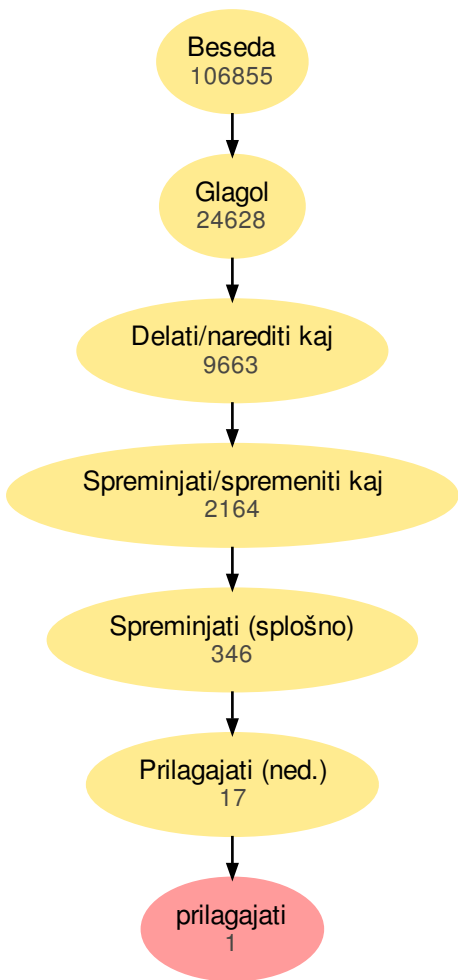 Beseda
106855
Glagol
24628
Delati/narediti kaj
9663
Spreminjati/spremeniti kaj
2164
Spreminjati (splošno)
346
Prilagajati (ned.)
17
prilagajati
1